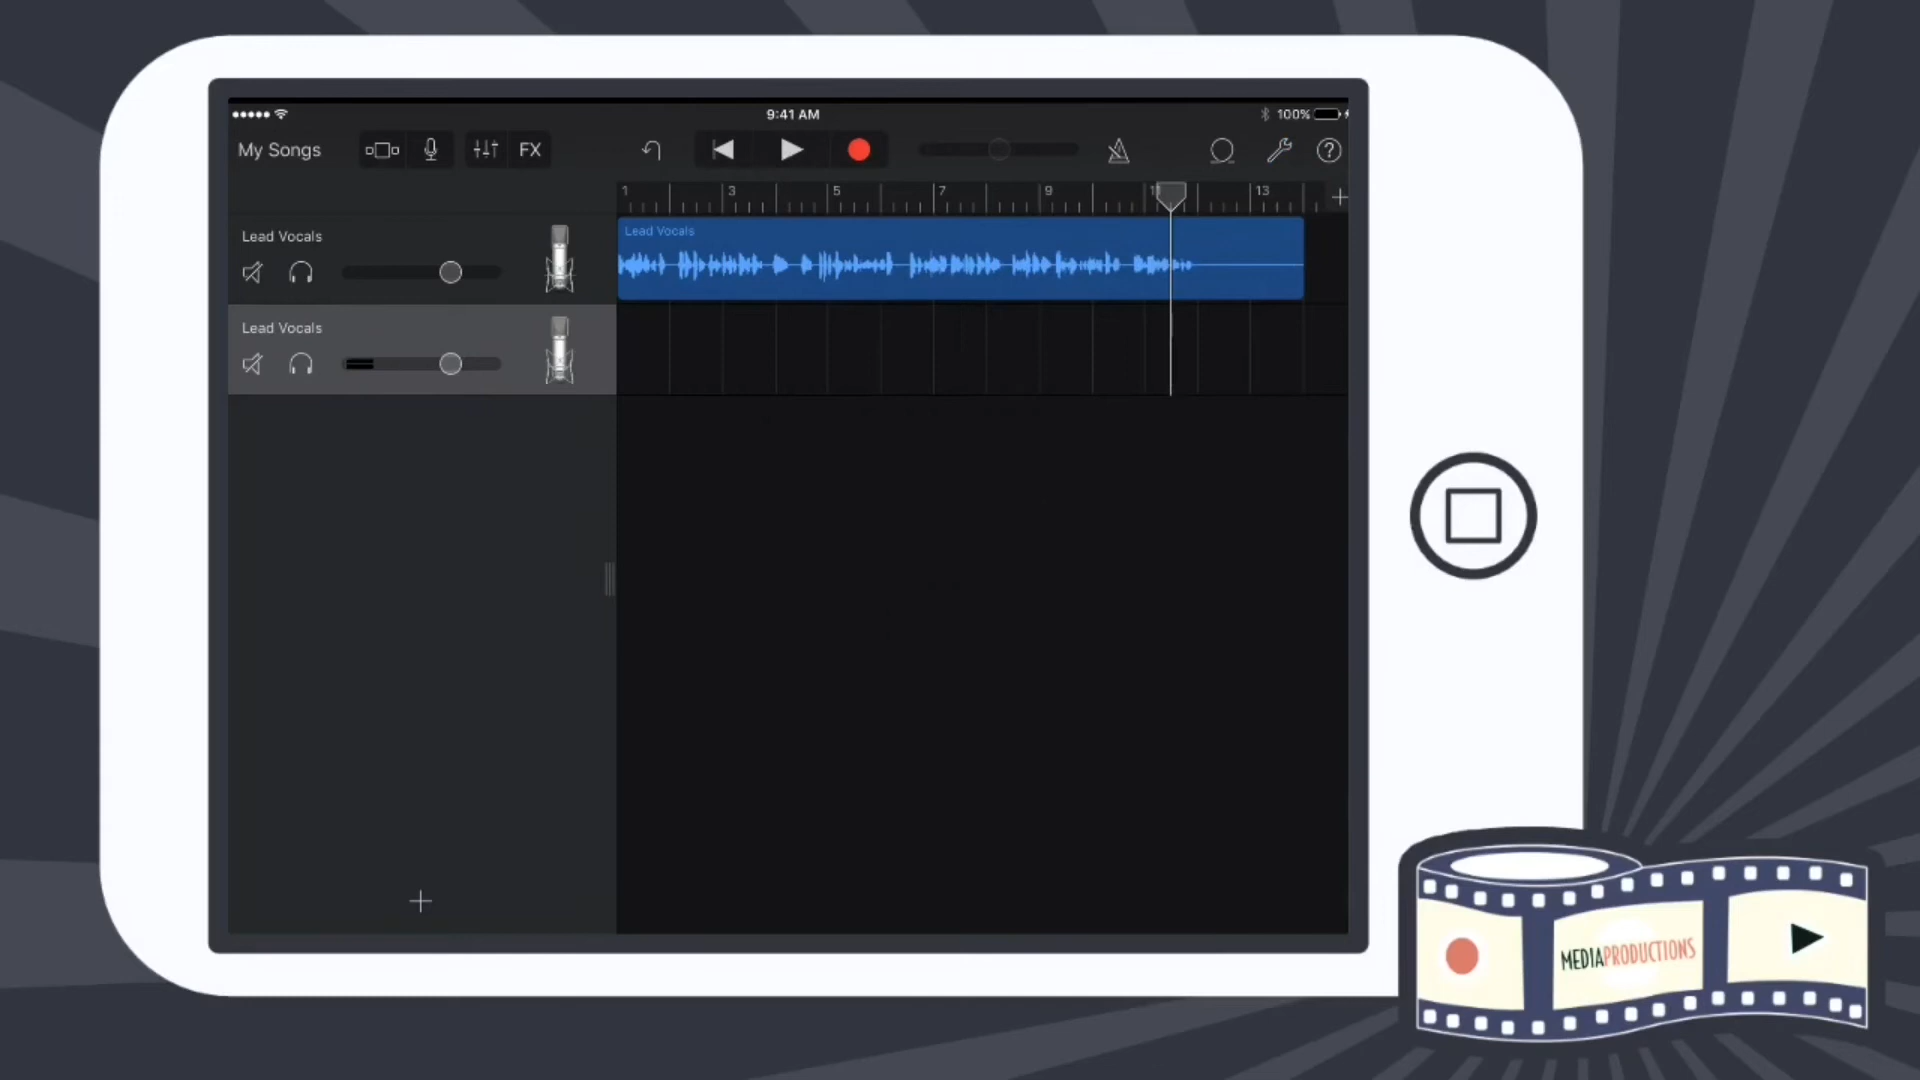 9:41 AM
100%
My Songs
FX
1 3 5 7 9 11 13
Lead Vocals
Lead Vocals
Lead Vocals
MEDIAPRODUCTIONS